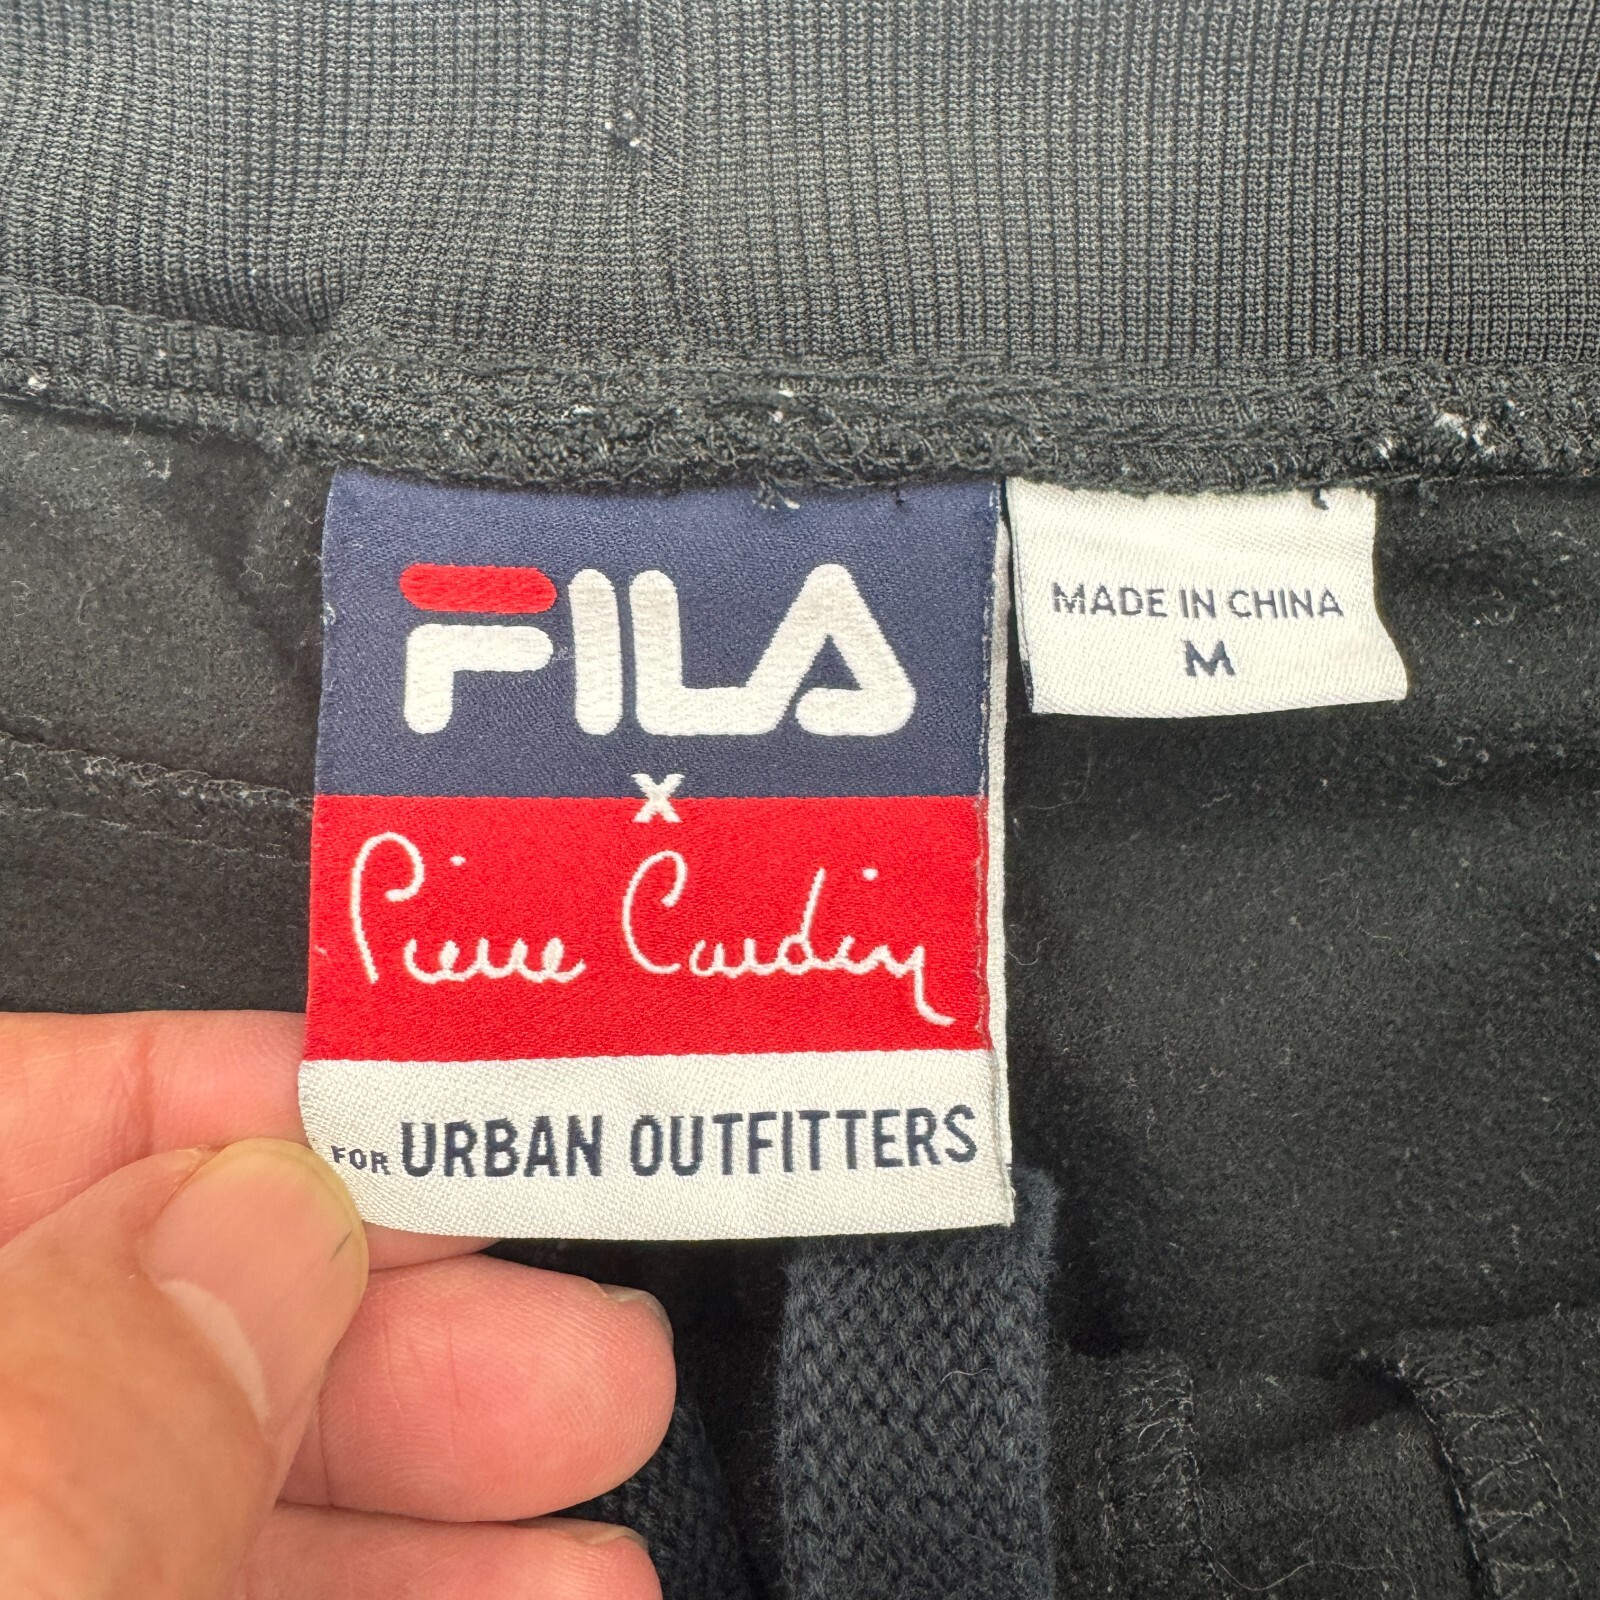 FILA
x
Pierre Cardin
FOR URBAN OUTFITTERS
MADE IN CHINA
M